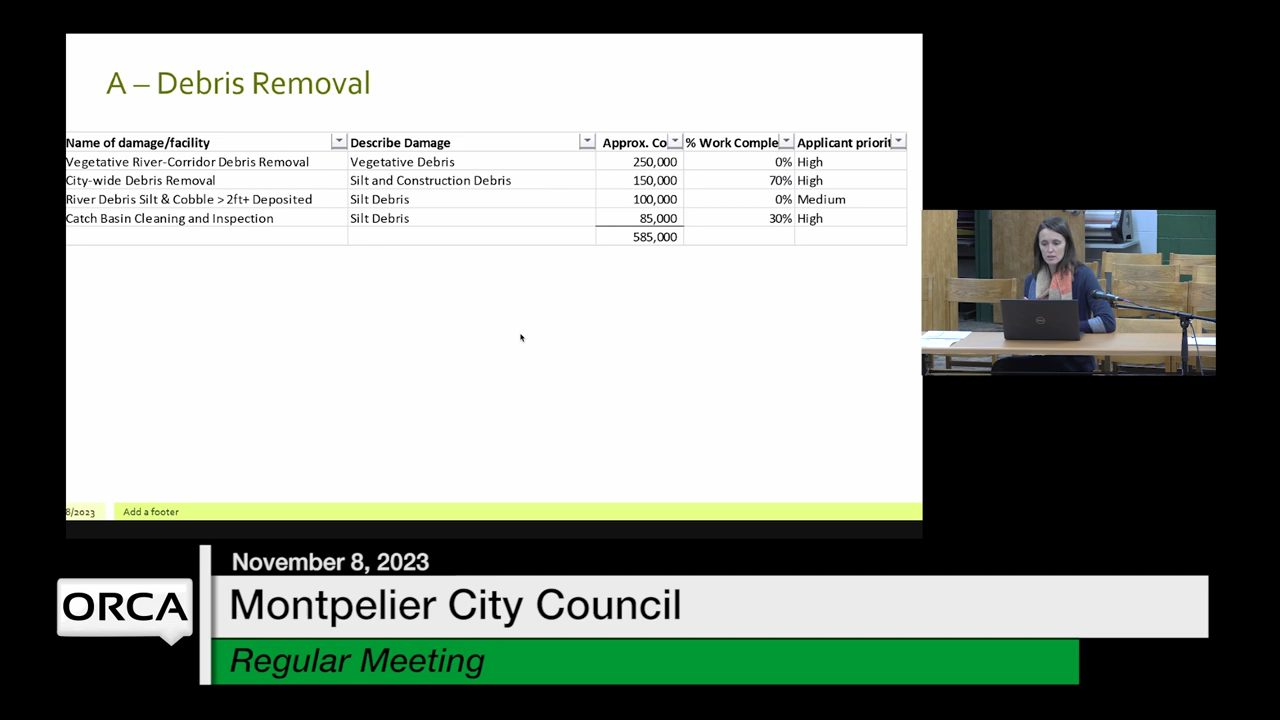 A – Debris Removal
Name of damage/facility Describe Damage Approx. Co % Work Comple Applicant priorit
Vegetative River-Corridor Debris Removal Vegetative Debris 250,000 0% High
City-wide Debris Removal Silt and Construction Debris 150,000 70% High
River Debris Silt & Cobble > 2ft+ Deposited Silt Debris 100,000 0% Medium
Catch Basin Cleaning and Inspection Silt Debris 85,000 30% High
585,000
8/2023 Add a footer
November 8, 2023
ORCA Montpelier City Council
Regular Meeting